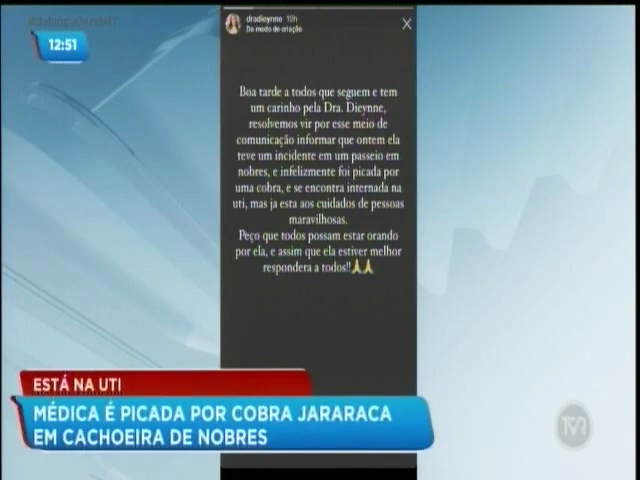 12:51
dradieynne 19h
Do modo de criação
Boa tarde a todos que seguem e tem
um carinho pela Dra. Dieynne,
resolvemos vir por esse meio de
comunicação informar que ontem ela
teve um incidente em um passeio em
nobres, e infelizmente foi picada por
uma cobra, e se encontra internada na
uti, mas ja esta aos cuidados de pessoas
maravilhosas.
Peço que todos possam estar orando
por ela, e assim que ela estiver melhor
respondera a todos!!🙏🙏
ESTÁ NA UTI
MÉDICA É PICADA POR COBRA JARARACA
EM CACHOEIRA DE NOBRES